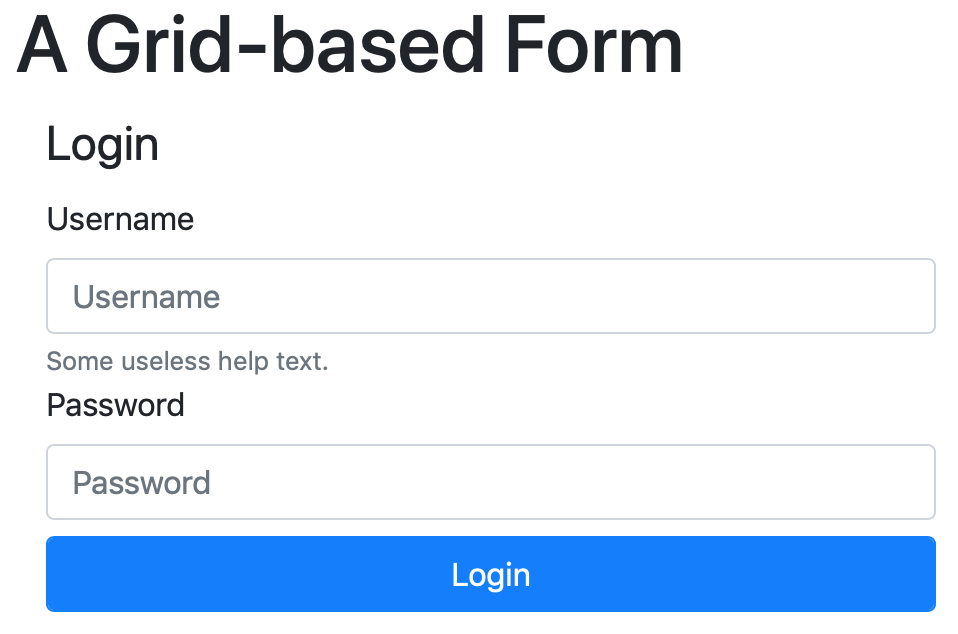 A Grid-based Form
Login
Username
Username
Some useless help text.
Password
Password
Login